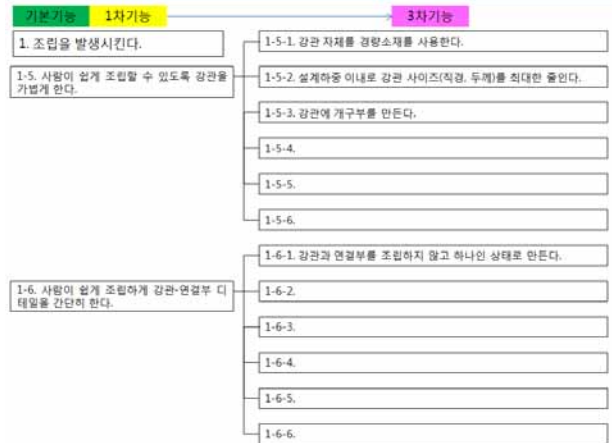 기본기능 1차기능 3차기능
1. 조립을 발생시킨다.
1-5-1. 강관 자체를 경량소재를 사용한다.
1-5. 사람이 쉽게 조립할 수 있도록 강관을
가볍게 한다.
1-5-2. 설계하중 이내로 강관 사이즈(직경, 두께)를 최대한 줄인다.
1-5-3. 강관에 개구부를 만든다.
1-5-4.
1-5-5.
1-5-6.
1-6-1. 강관과 연결부를 조립하지 않고 하나인 상태로 만든다.
1-6. 사람이 쉽게 조립하게 강관-연결부 디
테일을 간단히 한다.
1-6-2.
1-6-3.
1-6-4.
1-6-5.
1-6-6.